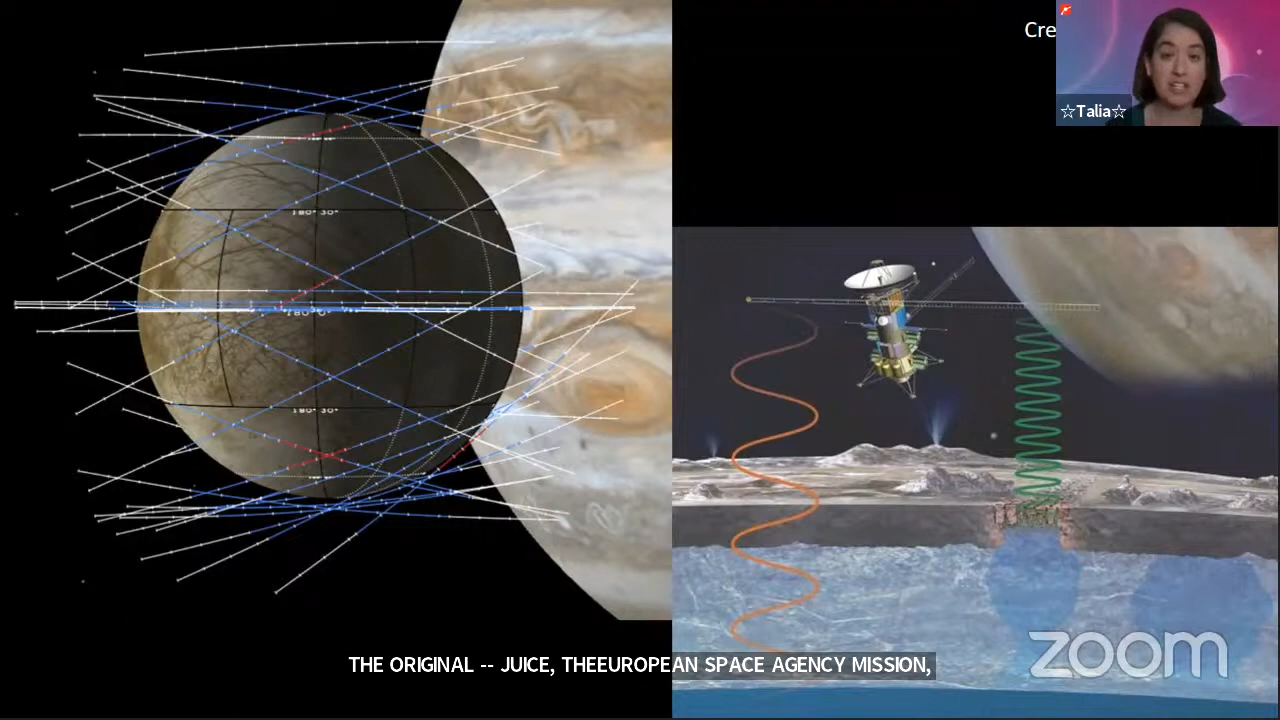 Cre
☆Talia☆
180° 30°
180° 0°
180° 30°
zoom
THE ORIGINAL -- JUICE, THEEUROPEAN SPACE AGENCY MISSION,